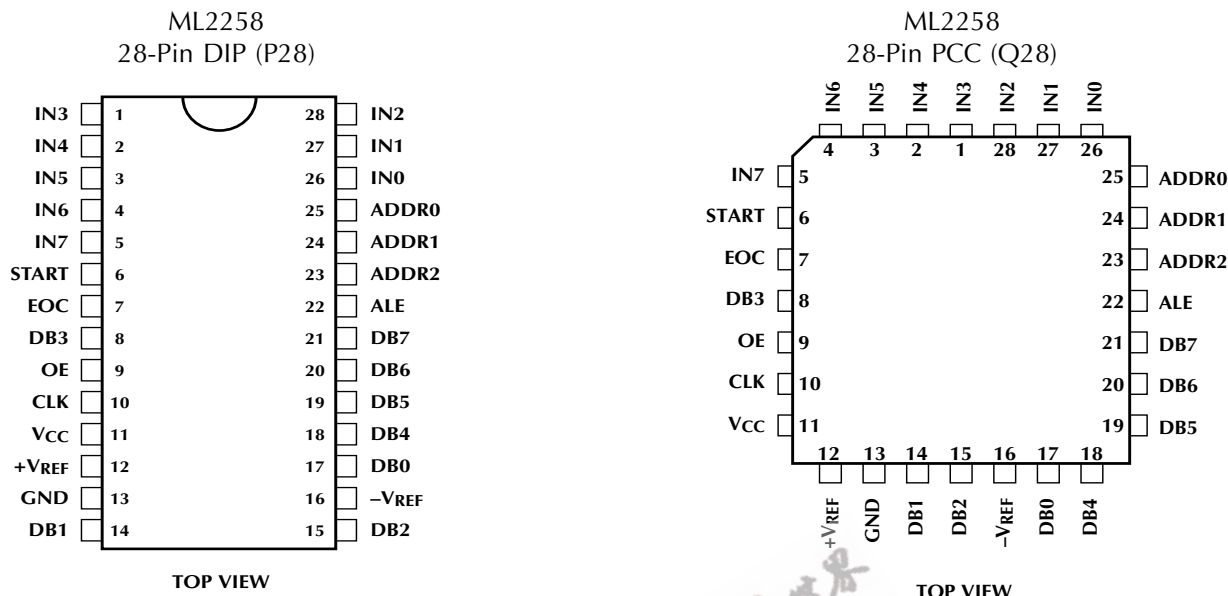 ML2258
28-Pin DIP (P28)
IN3 1 28 IN2
IN4 2 27 IN1
IN5 3 26 IN0
IN6 4 25 ADDR0
IN7 5 24 ADDR1
START 6 23 ADDR2
EOC 7 22 ALE
DB3 8 21 DB7
OE 9 20 DB6
CLK 10 19 DB5
VCC 11 18 DB4
+VREF 12 17 DB0
GND 13 16 –VREF
DB1 14 15 DB2
TOP VIEW
ML2258
28-Pin PCC (Q28)
IN6 IN5 IN4 IN3 IN2 IN1 IN0
4 3 2 1 28 27 26
IN7 5 25 ADDR0
START 6 24 ADDR1
EOC 7 23 ADDR2
DB3 8 22 ALE
OE 9 21 DB7
CLK 10 20 DB6
VCC 11 19 DB5
12 13 14 15 16 17 18
+VREF GND DB1 DB2 –VREF DB0 DB4
TOP VIEW